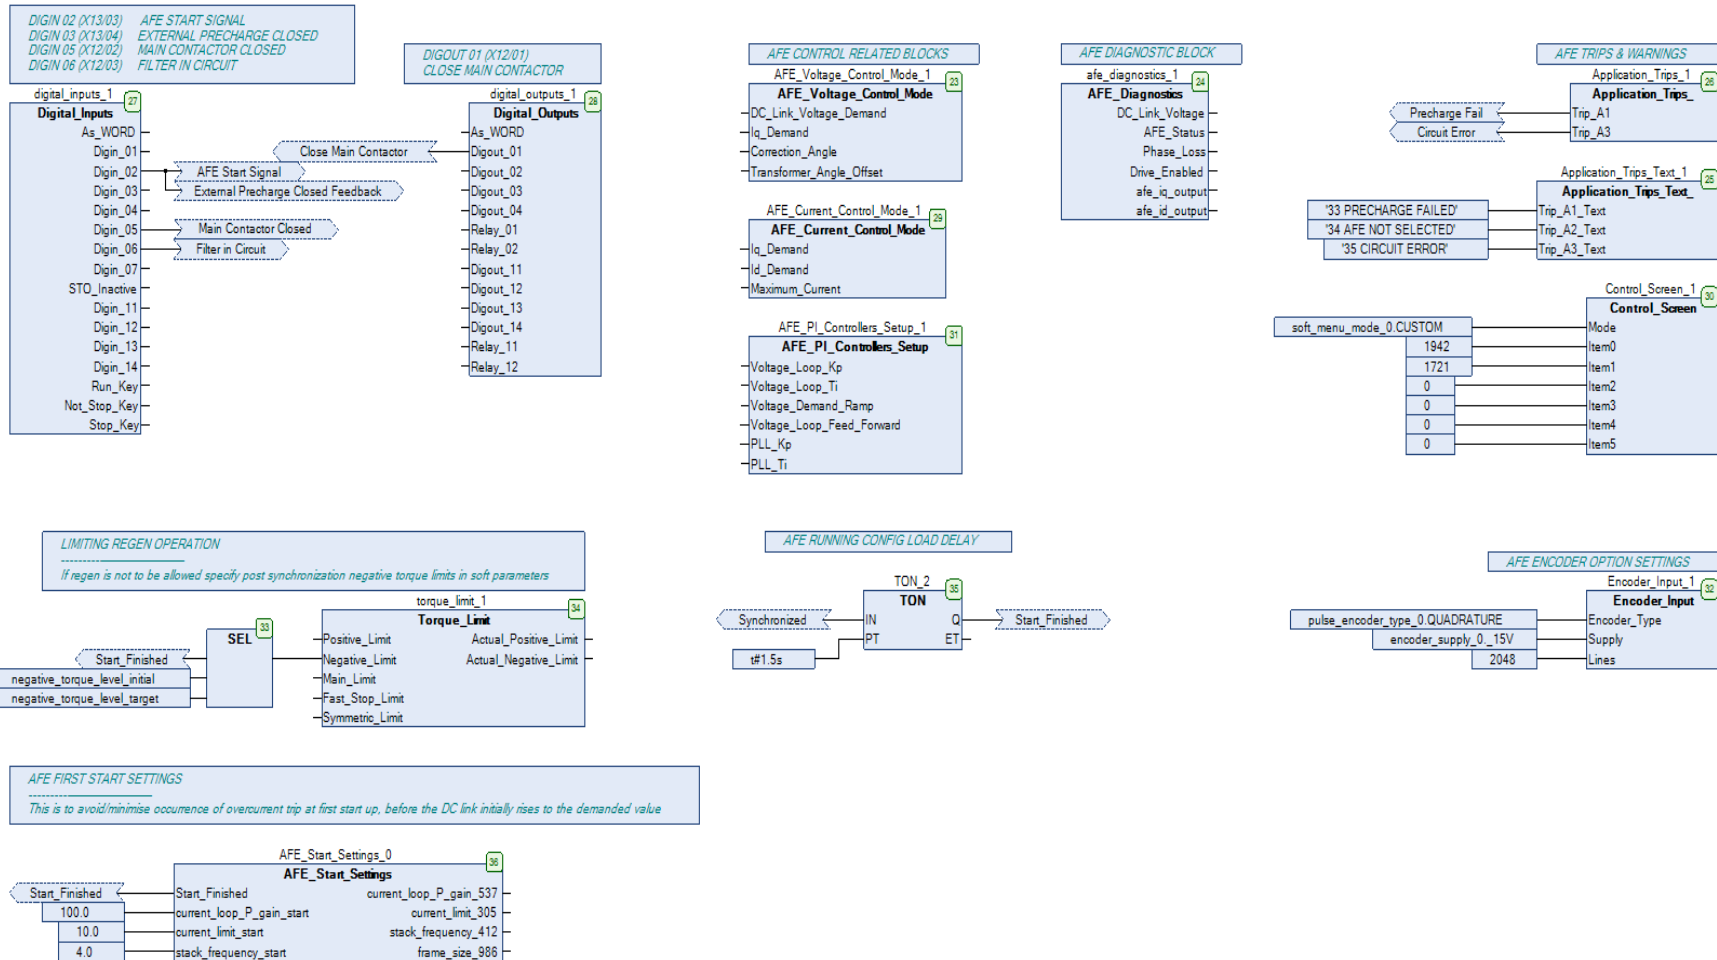 DIGIN 02 (X13/03) AFE START SIGNAL
DIGIN 03 (X13/04) EXTERNAL PRECHARGE CLOSED
DIGIN 05 (X12/02) MAIN CONTACTOR CLOSED
DIGIN 06 (X12/03) FILTER IN CIRCUIT
digital_inputs_1
27
Digital_Inputs
As_WORD
Digin_01
Digin_02
Digin_03
Digin_04
Digin_05
Digin_06
Digin_07
STO_Inactive
Digin_11
Digin_12
Digin_13
Digin_14
Run_Key
Not_Stop_Key
Stop_Key
AFE Start Signal
External Precharge Closed Feedback
Main Contactor Closed
Filter in Circuit
DIGOUT 01 (X12/01)
CLOSE MAIN CONTACTOR
digital_outputs_1
28
Digital_Outputs
Close Main Contactor
As_WORD
Digout_01
Digout_02
Digout_03
Digout_04
Relay_01
Relay_02
Digout_11
Digout_12
Digout_13
Digout_14
Relay_11
Relay_12
AFE CONTROL RELATED BLOCKS
AFE_Voltage_Control_Mode_1
23
AFE_Voltage_Control_Mode
DC_Link_Voltage_Demand
Iq_Demand
Correction_Angle
Transformer_Angle_Offset
AFE_Current_Control_Mode_1
29
AFE_Current_Control_Mode
Iq_Demand
Id_Demand
Maximum_Current
AFE_PI_Controllers_Setup_1
31
AFE_PI_Controllers_Setup
Voltage_Loop_Kp
Voltage_Loop_Ti
Voltage_Demand_Ramp
Voltage_Loop_Feed_Forward
PLL_Kp
PLL_Ti
AFE DIAGNOSTIC BLOCK
afe_diagnostics_1
24
AFE_Diagnostics
DC_Link_Voltage
AFE_Status
Phase_Loss
Drive_Enabled
afe_iq_output
afe_id_output
AFE TRIPS & WARNINGS
Application_Trips_1
26
Application_Trips_
Precharge Fail
Trip_A1
Circuit Error
Trip_A3
Application_Trips_Text_1
25
Application_Trips_Text_
'33 PRECHARGE FAILED'
Trip_A1_Text
'34 AFE NOT SELECTED'
Trip_A2_Text
'35 CIRCUIT ERROR'
Trip_A3_Text
Control_Screen_1
30
Control_Screen
soft_menu_mode_0.CUSTOM
Mode
1942
Item0
1721
Item1
0
Item2
0
Item3
0
Item4
0
Item5
LIMITING REGEN OPERATION
If regen is not to be allowed specify post synchronization negative torque limits in soft parameters
33
SEL
Start_Finished
negative_torque_level_initial
negative_torque_level_target
torque_limit_1
34
Torque_Limit
Positive_Limit
Negative_Limit
Main_Limit
Fast_Stop_Limit
Symmetric_Limit
Actual_Positive_Limit
Actual_Negative_Limit
AFE RUNNING CONFIG LOAD DELAY
TON_2
35
TON
Synchronized
IN
Q
Start_Finished
t#1.5s
PT
ET
AFE ENCODER OPTION SETTINGS
Encoder_Input_1
32
Encoder_Input
pulse_encoder_type_0.QUADRATURE
Encoder_Type
encoder_supply_0._15V
Supply
2048
Lines
AFE FIRST START SETTINGS
This is to avoid/minimise occurrence of overcurrent trip at first start up, before the DC link initially rises to the demanded value
AFE_Start_Settings_0
36
AFE_Start_Settings
Start_Finished
Start_Finished
current_loop_P_gain_537
100.0
current_loop_P_gain_start
current_limit_305
10.0
current_limit_start
stack_frequency_412
4.0
stack_frequency_start
frame_size_986